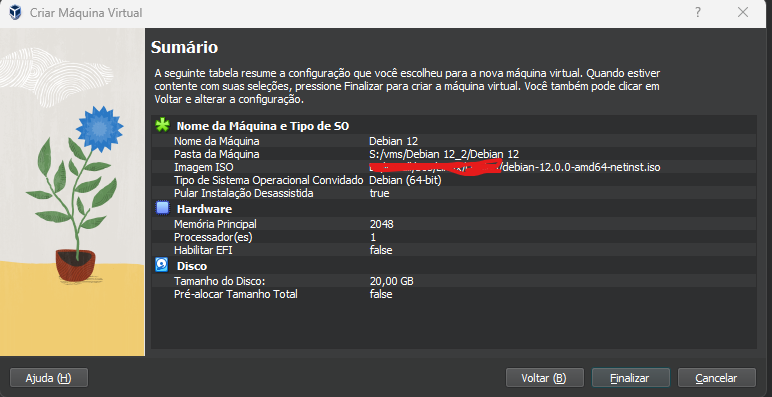 Criar Máquina Virtual
Sumário
A seguinte tabela resume a configuração que você escolheu para a nova máquina virtual. Quando estiver
contente com suas seleções, pressione Finalizar para criar a máquina virtual. Você também pode clicar em
Voltar e alterar a configuração.
Nome da Máquina e Tipo de SO
Nome da Máquina Debian 12
Pasta da Máquina S:/vms/Debian 12_2/Debian 12
Imagem ISO /debian-12.0.0-amd64-netinst.iso
Tipo de Sistema Operacional Convidado Debian (64-bit)
Pular Instalação Desassistida true
Hardware
Memória Principal 2048
Processador(es) 1
Habilitar EFI false
Disco
Tamanho do Disco: 20,00 GB
Pré-alocar Tamanho Total false
Ajuda (H) Voltar (B) Finalizar Cancelar